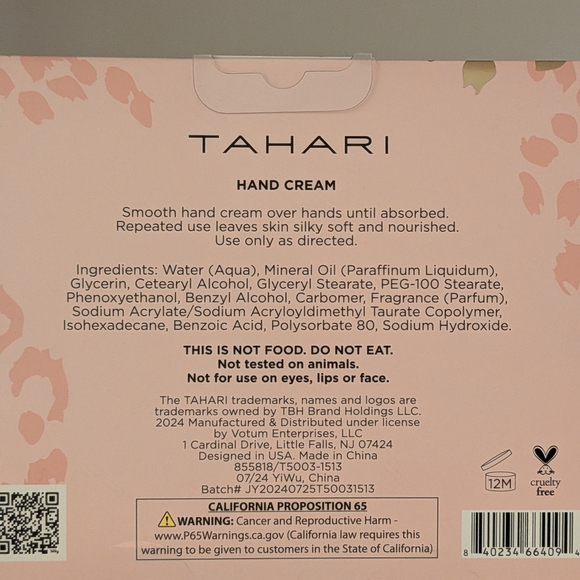 TAHARI
HAND CREAM
Smooth hand cream over hands until absorbed.
Repeated use leaves skin silky soft and nourished.
Use only as directed.
Ingredients: Water (Aqua), Mineral Oil (Paraffinum Liquidum),
Glycerin, Cetearyl Alcohol, Glyceryl Stearate, PEG-100 Stearate,
Phenoxyethanol, Benzyl Alcohol, Carbomer, Fragrance (Parfum),
Sodium Acrylate/Sodium Acryloyldimethyl Taurate Copolymer,
Isohexadecane, Benzoic Acid, Polysorbate 80, Sodium Hydroxide.
THIS IS NOT FOOD. DO NOT EAT.
Not tested on animals.
Not for use on eyes, lips or face.
The TAHARI trademarks, names and logos are
trademarks owned by TBH Brand Holdings LLC.
2024 Manufactured & Distributed under license
by Votum Enterprises, LLC
1 Cardinal Drive, Little Falls, NJ 07424
Designed in USA. Made in China
855818/T5003-1513
07/24 YiWu, China
Batch# JY20240725T50031513
12M
cruelty
free
CALIFORNIA PROPOSITION 65
WARNING: Cancer and Reproductive Harm -
www.P65Warnings.ca.gov (California law requires this
warning to be given to customers in the State of California)
8 40234 66409 4